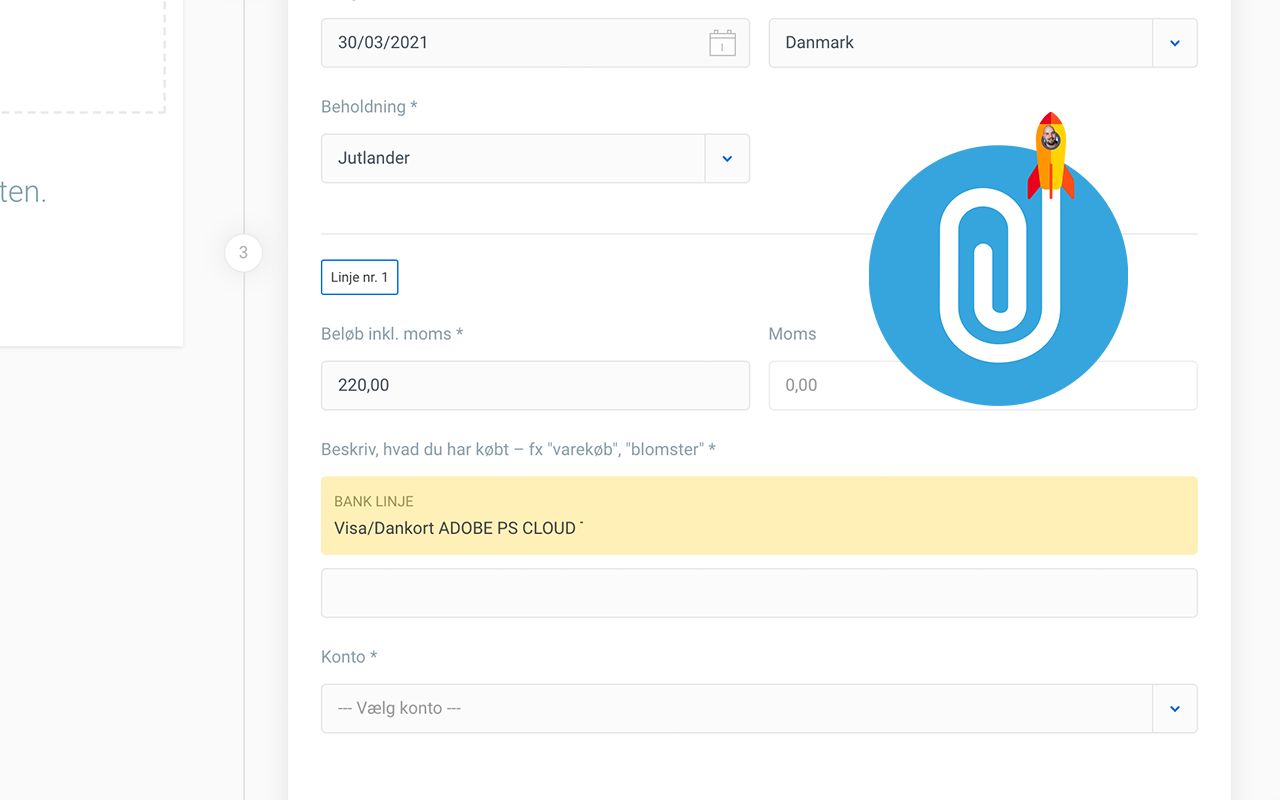 30/03/2021
Danmark
Beholdning *
Jutlander
ten.
3
Linje nr. 1
Beløb inkl. moms *
Moms
220,00
0,00
Beskriv, hvad du har købt – fx "varekøb", "blomster" *
BANK LINJE
Visa/Dankort ADOBE PS CLOUD
Konto *
--- Vælg konto ---